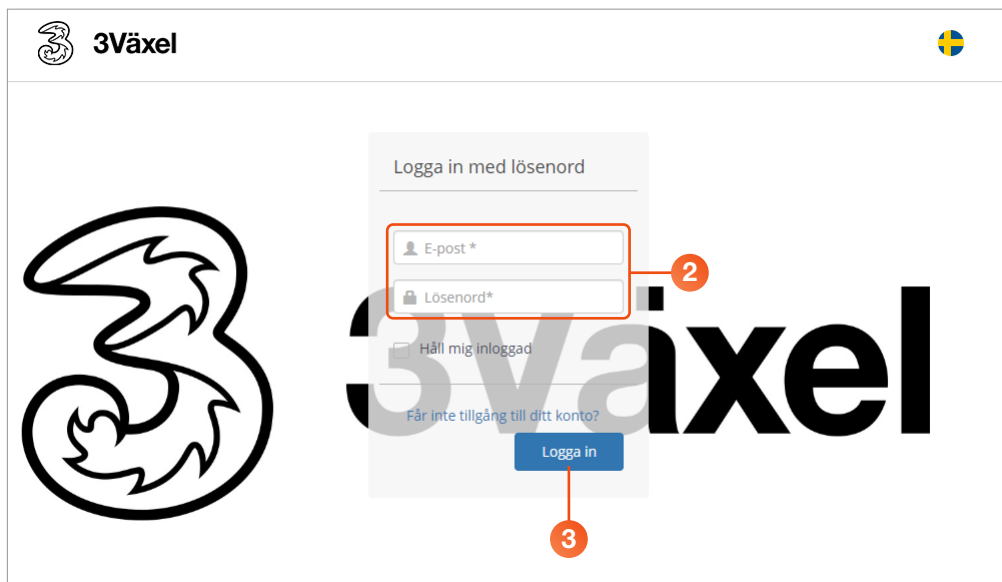 3Växel
Logga in med lösenord
E-post *
2
Lösenord*
3Växel
Håll mig inloggad
Får inte tillgång till ditt konto?
Logga in
3